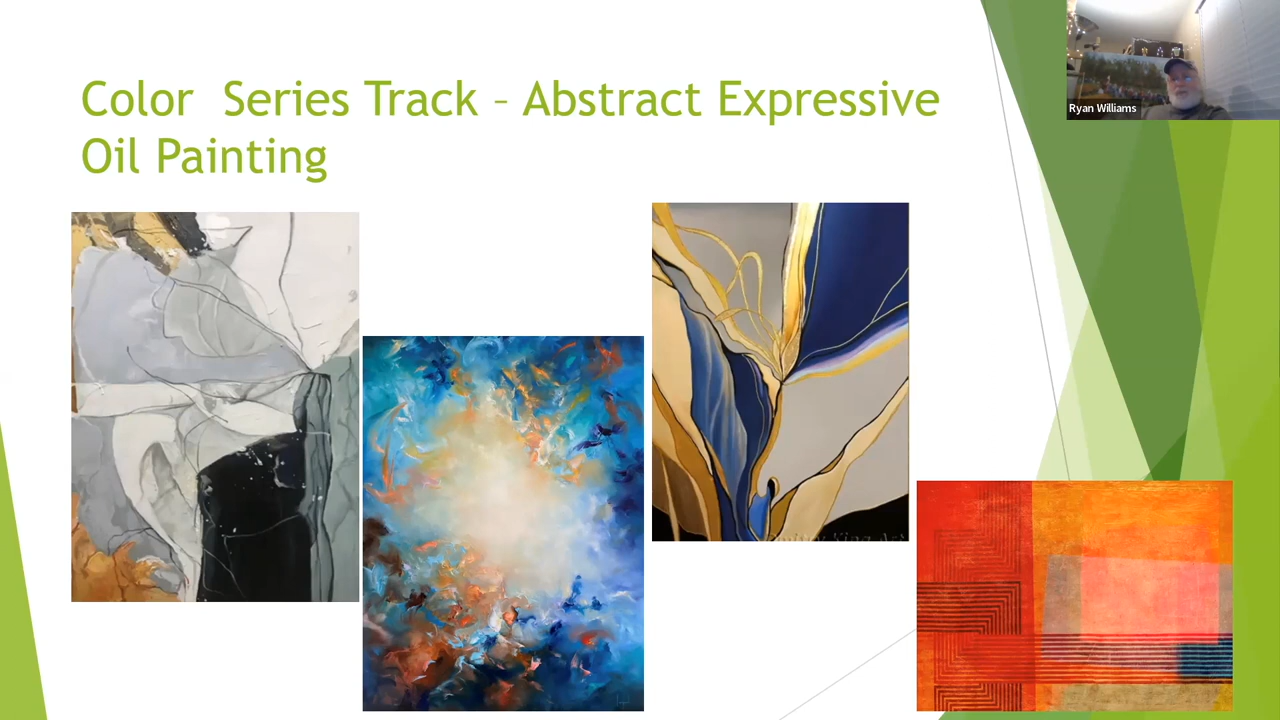 Color  Series Track – Abstract Expressive
Oil Painting
Ryan Williams